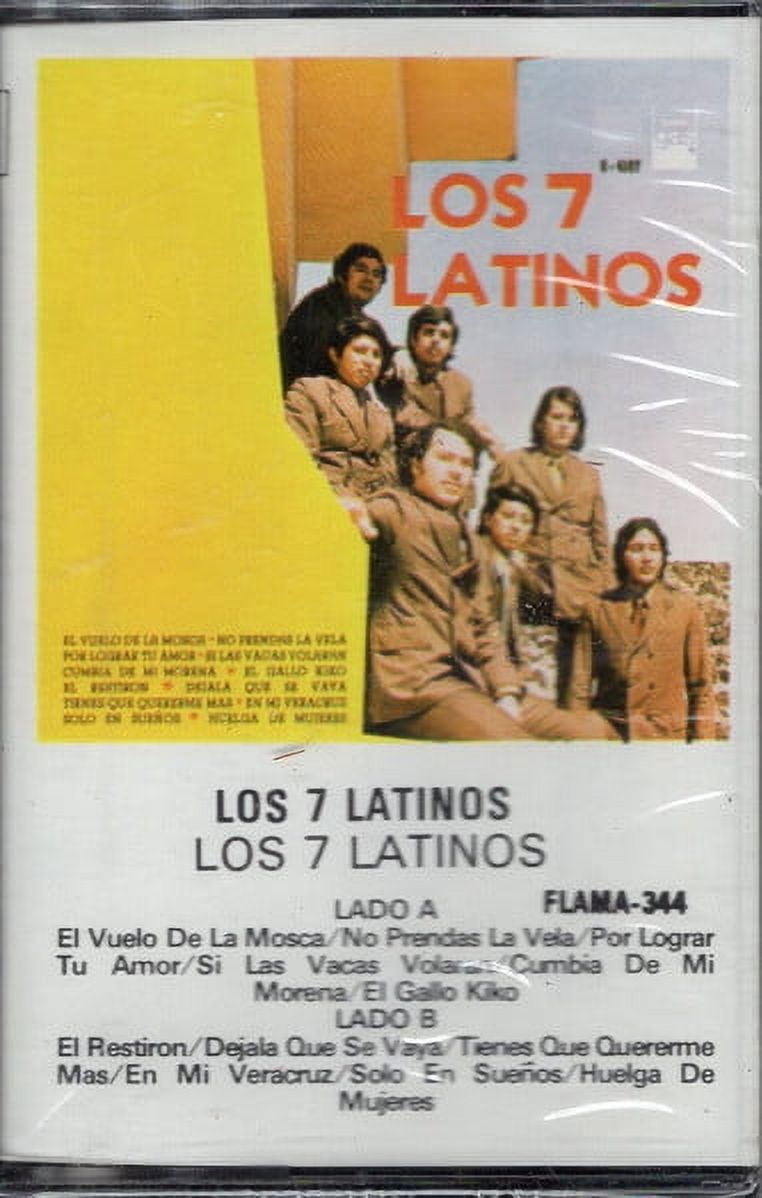 LOS 7
LATINOS
EL VUELO DE LA MOSCA * NO PRENDAS LA VELA
POR LOGRAR TU AMOR * SI LAS VACAS VOLARAN
CUMBIA DE MI MORENA * EL GALLO KIKO
EL RESTIRON * DEJALA QUE SE VAYA
TIENES QUE QUERERME MAS * EN MI VERACRUZ
SOLO EN SUEÑOS * HUELGA DE MUJERES
LOS 7 LATINOS
LOS 7 LATINOS
LADO A FLAMA-344
El Vuelo De La Mosca/No Prendas La Vela/Por Lograr
Tu Amor/Si Las Vacas Volaran/Cumbia De Mi
Morena/El Gallo Kiko
LADO B
El Restiron/Dejala Que Se Vaya/Tienes Que Quererme
Mas/En Mi Veracruz/Solo En Sueños/Huelga De
Mujeres